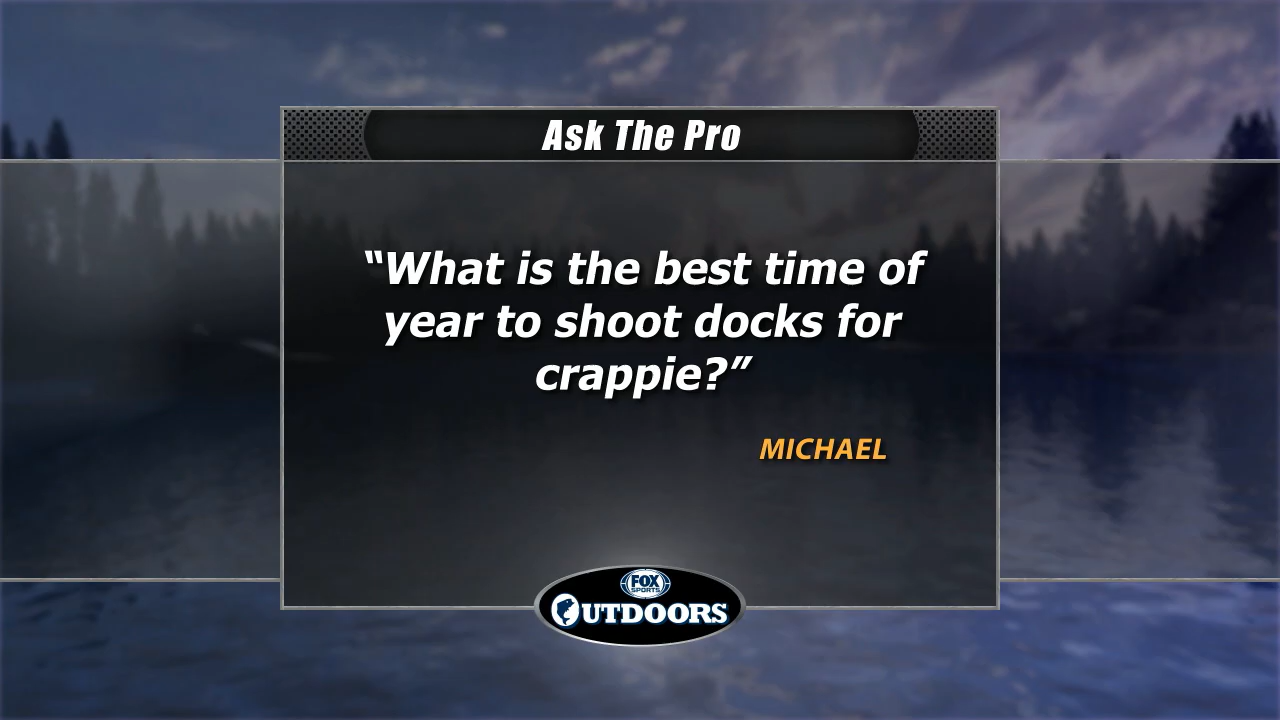 Ask The Pro
“What is the best time of
year to shoot docks for
crappie?”
MICHAEL
FOX
SPORTS
OUTDOORS